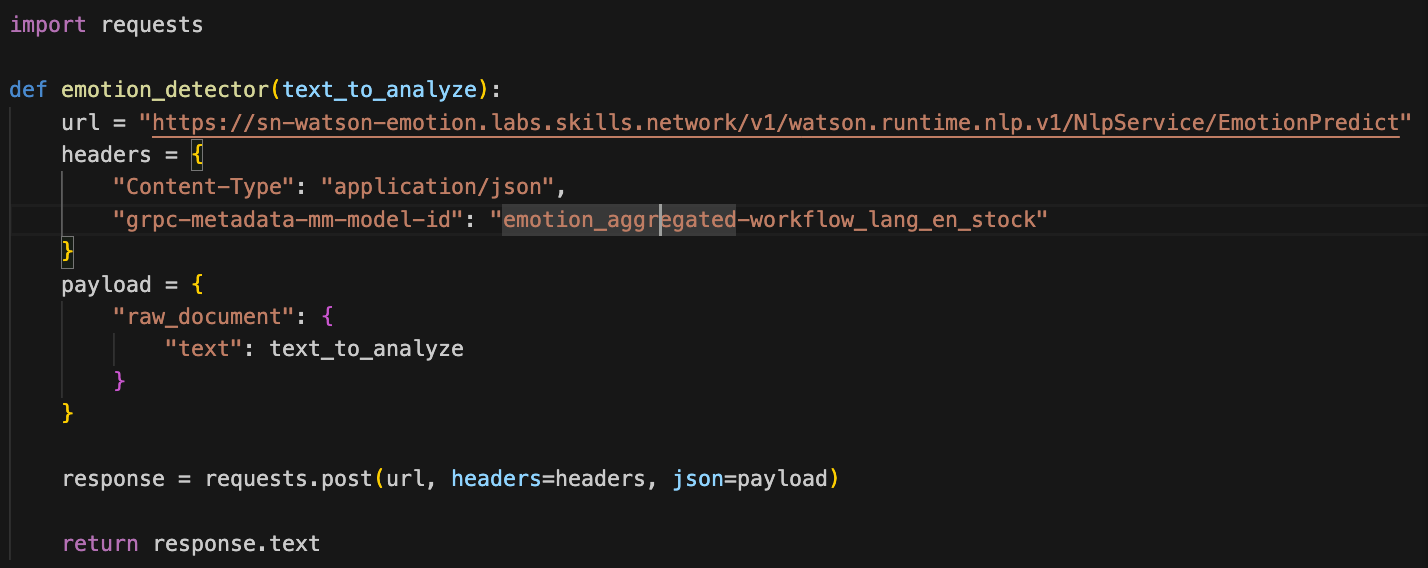 import requests
def emotion_detector(text_to_analyze):
    url = "https://sn-watson-emotion.labs.skills.network/v1/watson.runtime.nlp.v1/NlpService/EmotionPredict"
    headers = {
        "Content-Type": "application/json",
        "grpc-metadata-mm-model-id": "emotion_aggregated-workflow_lang_en_stock"
    }
    payload = {
        "raw_document": {
            "text": text_to_analyze
        }
    }
    response = requests.post(url, headers=headers, json=payload)
    return response.text